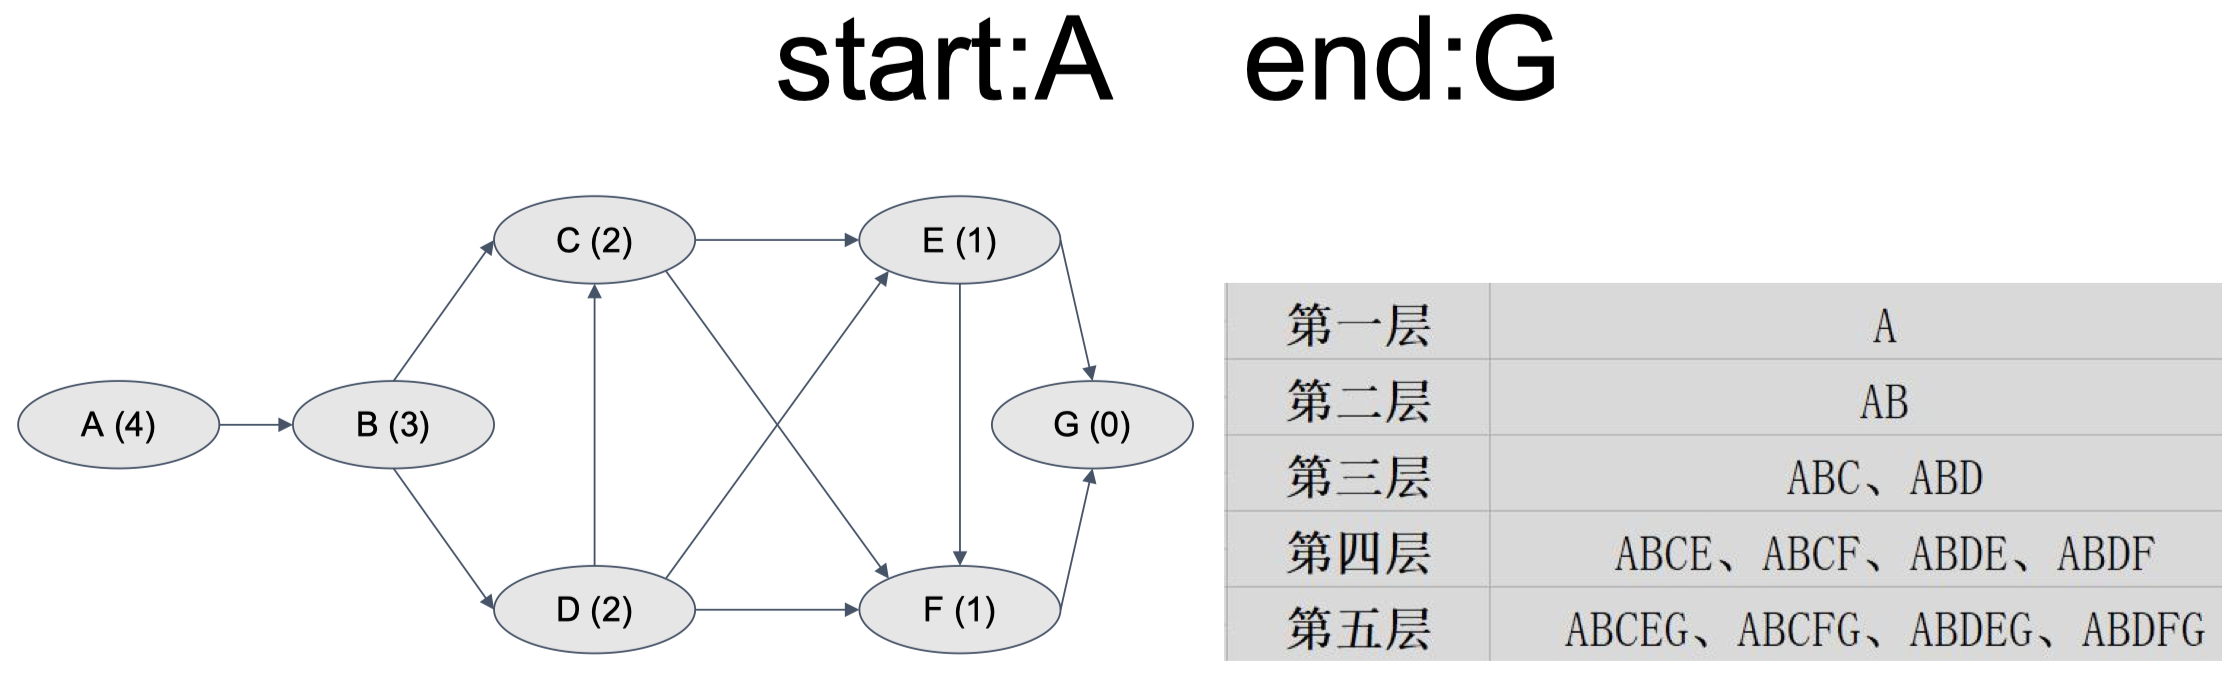 start:A end:G
C (2)
E (1)
A (4)
B (3)
G (0)
D (2)
F (1)
第一层 A
第二层 AB
第三层 ABC、ABD
第四层 ABCE、ABCF、ABDE、ABDF
第五层 ABCEG、ABCFG、ABDEG、ABDFG